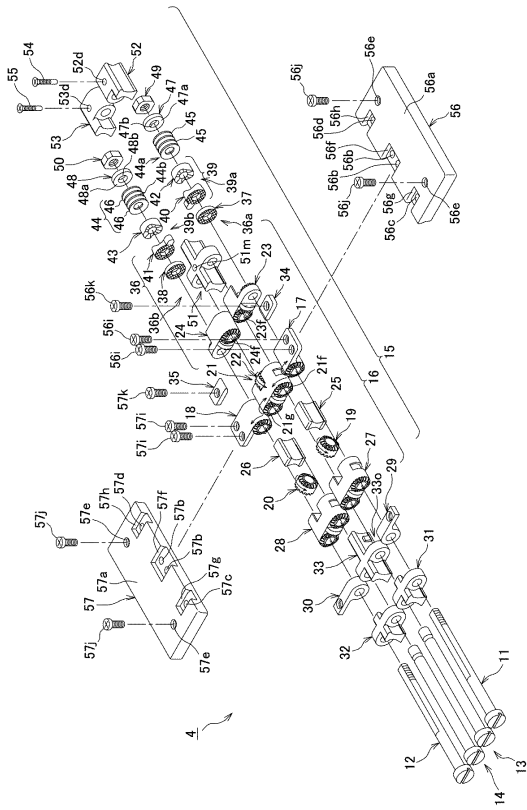 54
52d
52
55
53d
53
49
50
47
47a
47b
45
48
48b
48a
44a
45
44
46
46
44b
42
39
39a
43
40
39b
37
36a
36
41
38
36b
51
51m
23
34
56k
24
23f
17
56i
56i
22
24f
21
21f
15
16
57k
35
18
21g
25
57i
57i
19
26
27
20
28
29
33o
33
31
30
32
11
12
13
14
4
56j
56e
56h
56d
56a
56
56f
56b
56b
56j
56g
56c
56e
57j
57d
57h
57e
57f
57a
57b
57
57b
57g
57c
57j
57e